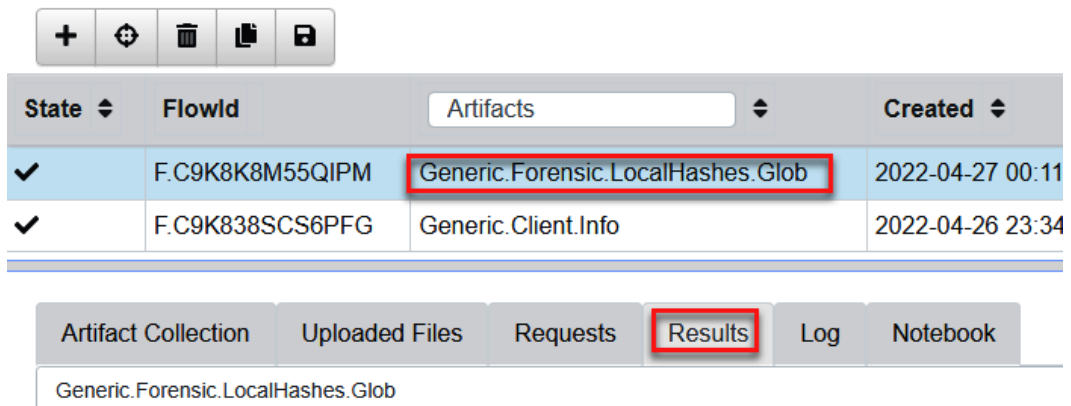 State FlowId Artifacts Created
F.C9K8K8M55QIPM Generic.Forensic.LocalHashes.Glob 2022-04-27 00:11
F.C9K838SCS6PFG Generic.Client.Info 2022-04-26 23:34
Artifact Collection Uploaded Files Requests Results Log Notebook
Generic.Forensic.LocalHashes.Glob